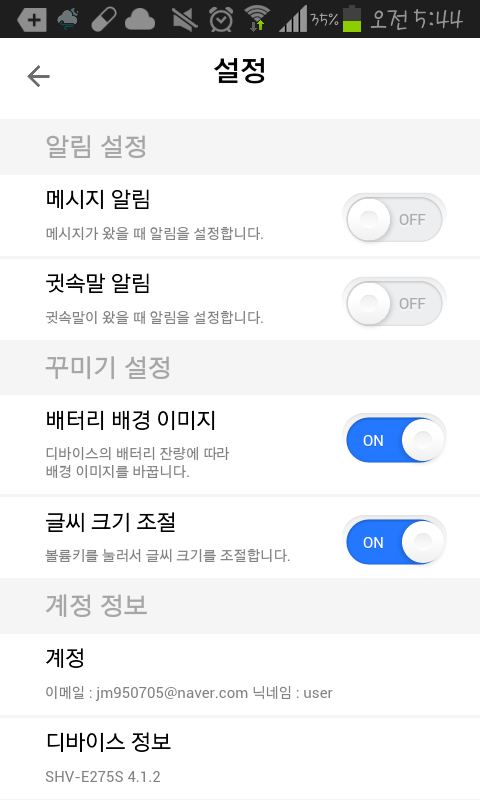 35% 오전 5:44
설정
알림 설정
메시지 알림
메시지가 왔을 때 알림을 설정합니다.
OFF
귓속말 알림
귓속말이 왔을 때 알림을 설정합니다.
OFF
꾸미기 설정
배터리 배경 이미지
디바이스의 배터리 잔량에 따라
배경 이미지를 바꿉니다.
ON
글씨 크기 조절
볼륨키를 눌러서 글씨 크기를 조절합니다.
ON
계정 정보
계정
이메일 : jm950705@naver.com 닉네임 : user
디바이스 정보
SHV-E275S 4.1.2